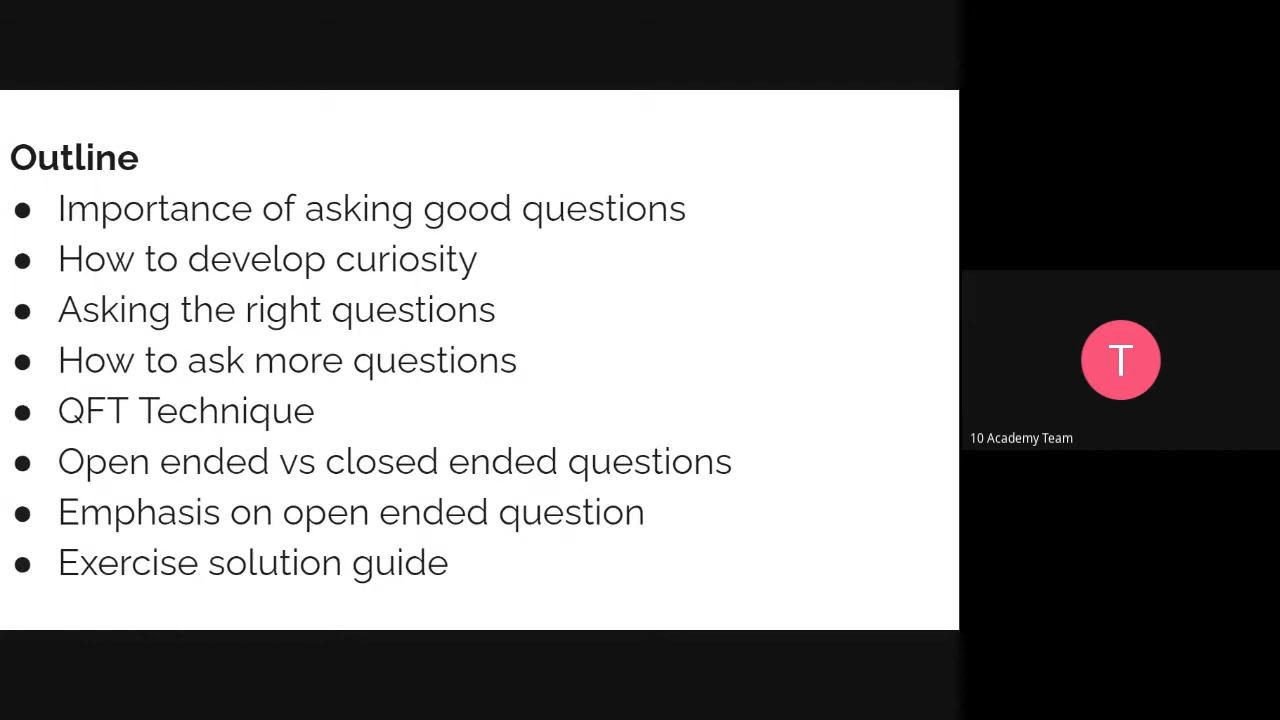 Outline
● Importance of asking good questions
● How to develop curiosity
● Asking the right questions
● How to ask more questions
● QFT Technique
● Open ended vs closed ended questions
● Emphasis on open ended question
● Exercise solution guide
T
10 Academy Team